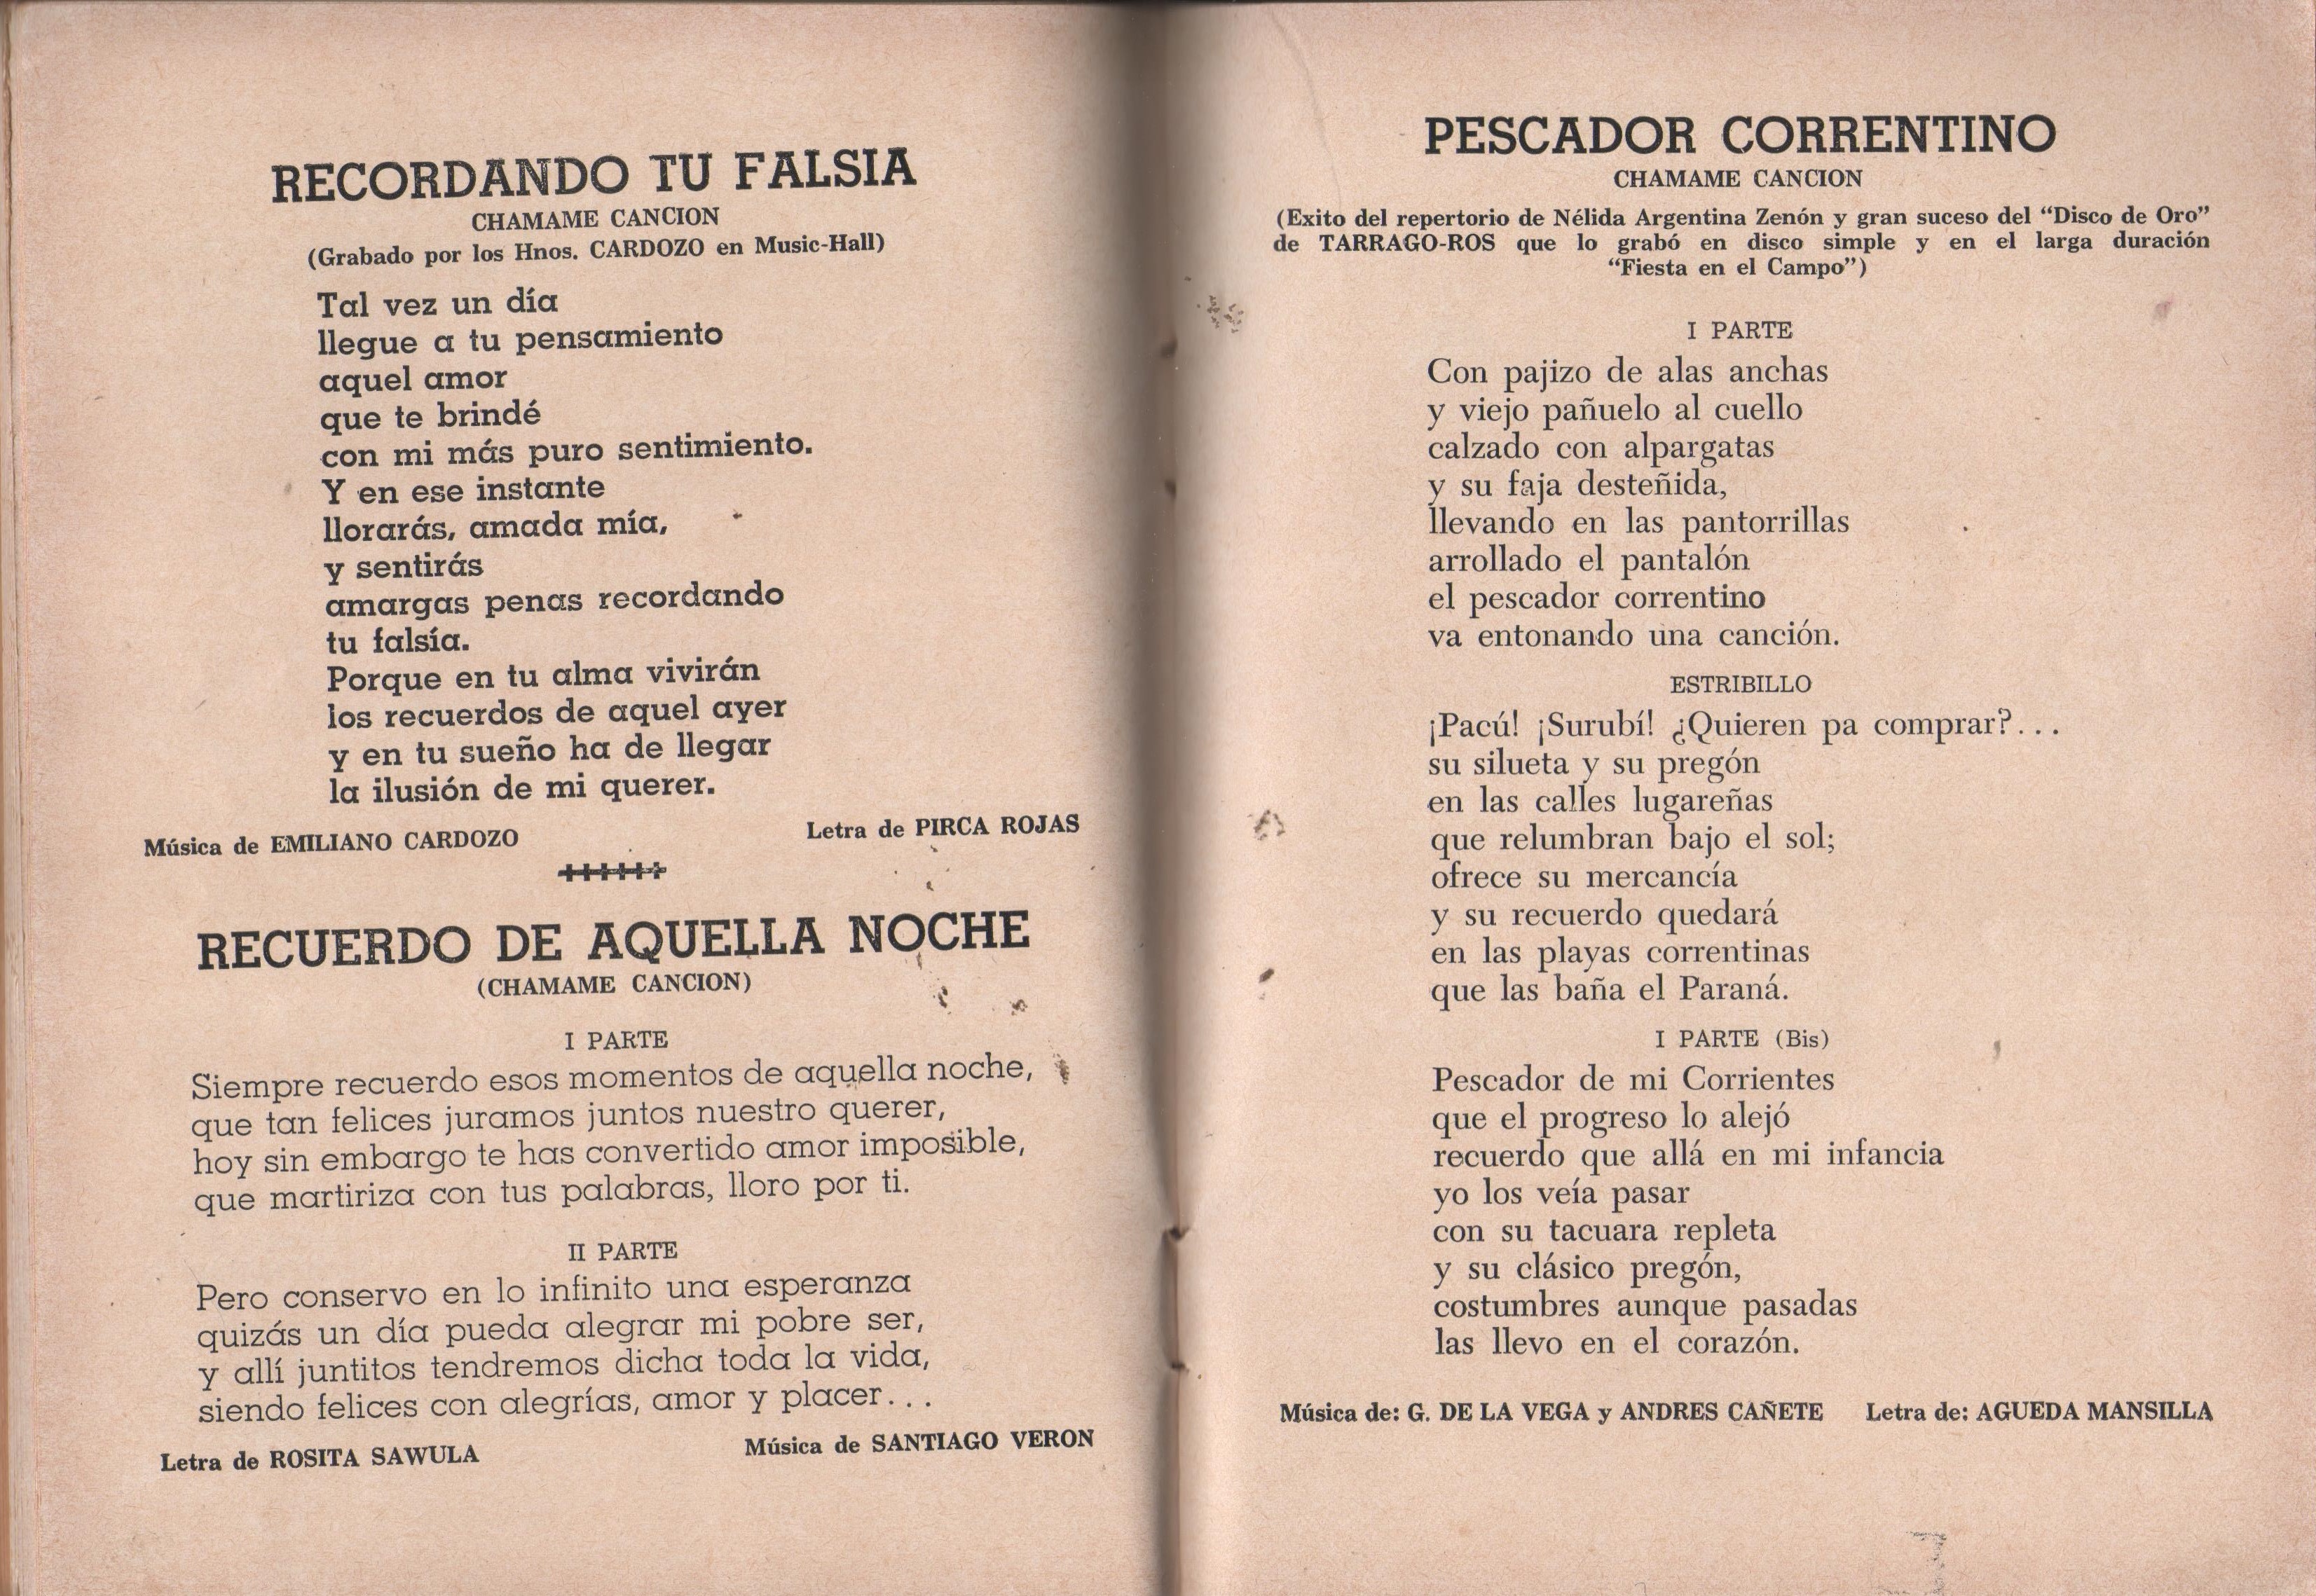 RECORDANDO TU FALSIA
CHAMAME CANCION
(Grabado por los Hnos. CARDOZO en Music-Hall)
Tal vez un día
llegue a tu pensamiento
aquel amor
que te brindé
con mi más puro sentimiento.
Y en ese instante
llorarás, amada mía,
y sentirás
amargas penas recordando
tu falsía.
Porque en tu alma vivirán
los recuerdos de aquel ayer
y en tu sueño ha de llegar
la ilusión de mi querer.
Música de EMILIANO CARDOZO Letra de PIRCA ROJAS
RECUERDO DE AQUELLA NOCHE
(CHAMAME CANCION)
I PARTE
Siempre recuerdo esos momentos de aquella noche,
que tan felices juramos juntos nuestro querer,
hoy sin embargo te has convertido amor imposible,
que martiriza con tus palabras, lloro por ti.
II PARTE
Pero conservo en lo infinito una esperanza
quizás un día pueda alegrar mi pobre ser,
y allí juntitos tendremos dicha toda la vida,
siendo felices con alegrías, amor y placer...
Letra de ROSITA SAWULA Música de SANTIAGO VERON
PESCADOR CORRENTINO
CHAMAME CANCION
(Exito del repertorio de Nélida Argentina Zenón y gran suceso del “Disco de Oro”
de TARRAGO-ROS que lo grabó en disco simple y en el larga duración
“Fiesta en el Campo”)
I PARTE
Con pajizo de alas anchas
y viejo pañuelo al cuello
calzado con alpargatas
y su faja desteñida,
llevando en las pantorrillas
arrollado el pantalón
el pescador correntino
va entonando una canción.
ESTRIBILLO
¡Pacú! ¡Surubí! ¿Quieren pa comprar?...
su silueta y su pregón
en las calles lugareñas
que relumbran bajo el sol;
ofrece su mercancía
y su recuerdo quedará
en las playas correntinas
que las baña el Paraná.
I PARTE (Bis)
Pescador de mi Corrientes
que el progreso lo alejó
recuerdo que allá en mi infancia
yo los veía pasar
con su tacuara repleta
y su clásico pregón,
costumbres aunque pasadas
las llevo en el corazón.
Música de: G. DE LA VEGA y ANDRES CAÑETE Letra de: AGUEDA MANSILLA